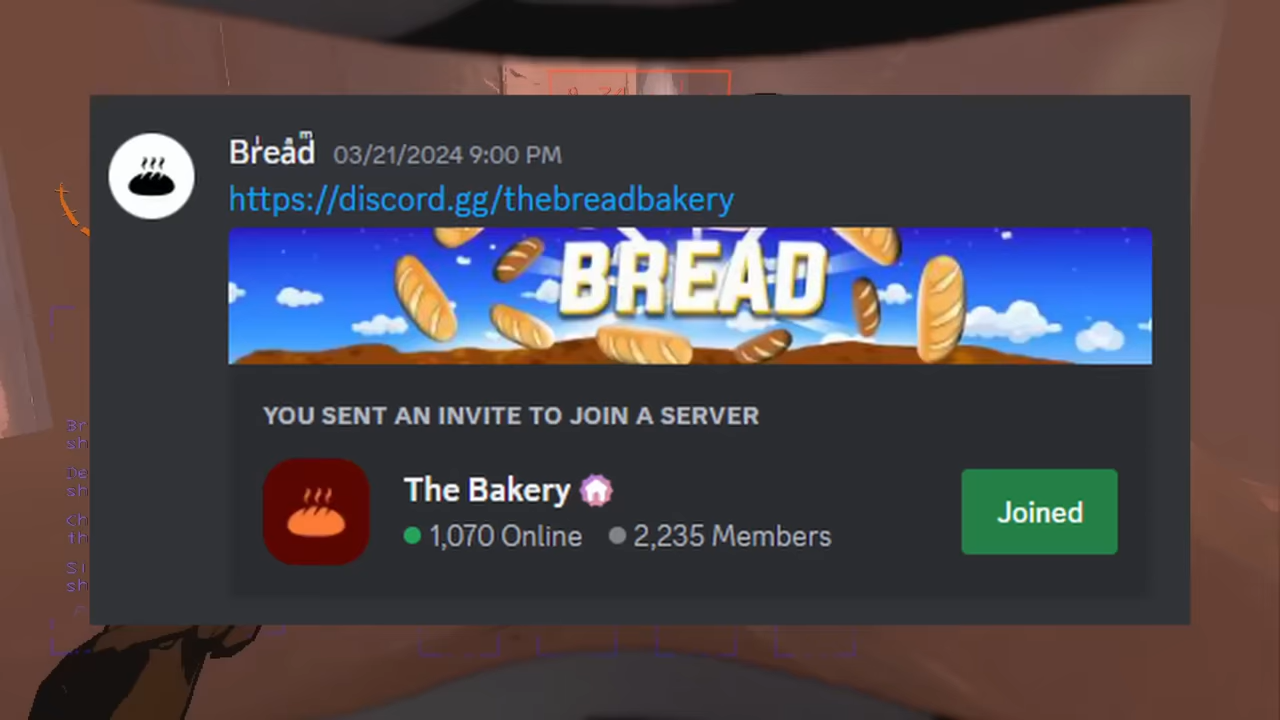 Bread 03/21/2024 9:00 PM
https://discord.gg/thebreadbakery
BREAD
YOU SENT AN INVITE TO JOIN A SERVER
The Bakery
1,070 Online 2,235 Members
Joined